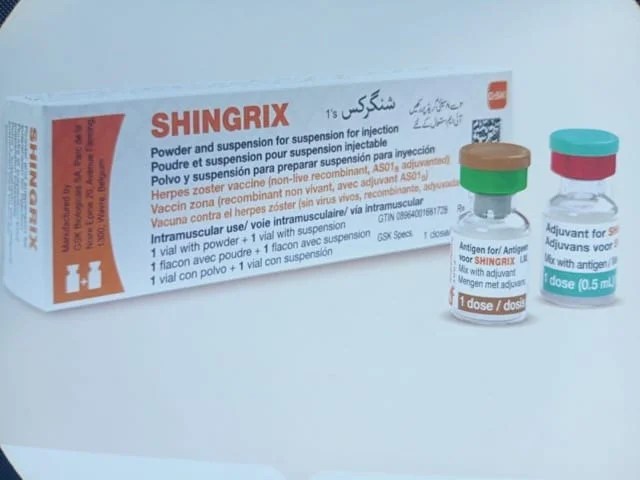 SHINGRIX
1's شنگرکس
Powder and suspension for suspension for injection
Poudre et suspension pour suspension injectable
Polvo y suspensión para preparar suspensión para inyección
Herpes zoster vaccine (non-live recombinant, AS01B adjuvanted)
Vaccin zona (recombinant non vivant, avec adjuvant AS01B)
Vacuna contra el herpes zóster (sin virus vivos, recombinante, adyuvada
Intramuscular use/ voie intramusculaire/ vía intramuscular
1 vial with powder + 1 vial with suspension
1 flacon avec poudre + 1 flacon avec suspension
1 vial con polvo + 1 vial con suspensión
GTIN 08964001661726
GSK Specs.
1 dose
SHINGRIX
Manufactured by
GSK Biologicals SA, Parc de la
Noire Epine 20, Avenue Fleming,
1300, Wavre, Belgium
Antigen for/ Antigen
voor SHINGRIX
Mix with adjuvant
Mengen met adjuvans
1 dose / dosis
Adjuvant for SH
Adjuvans voor
Mix with antigen /
1 dose (0.5 mL)